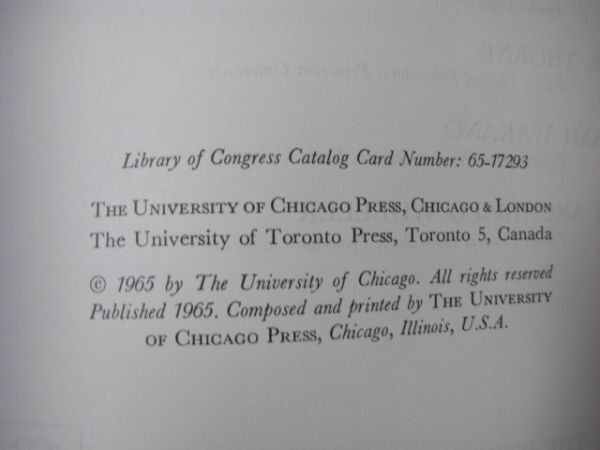 Library of Congress Catalog Card Number: 65-17293
THE UNIVERSITY OF CHICAGO PRESS, CHICAGO & LONDON
The University of Toronto Press, Toronto 5, Canada
© 1965 by The University of Chicago. All rights reserved
Published 1965. Composed and printed by THE UNIVERSITY
OF CHICAGO PRESS, Chicago, Illinois, U.S.A.